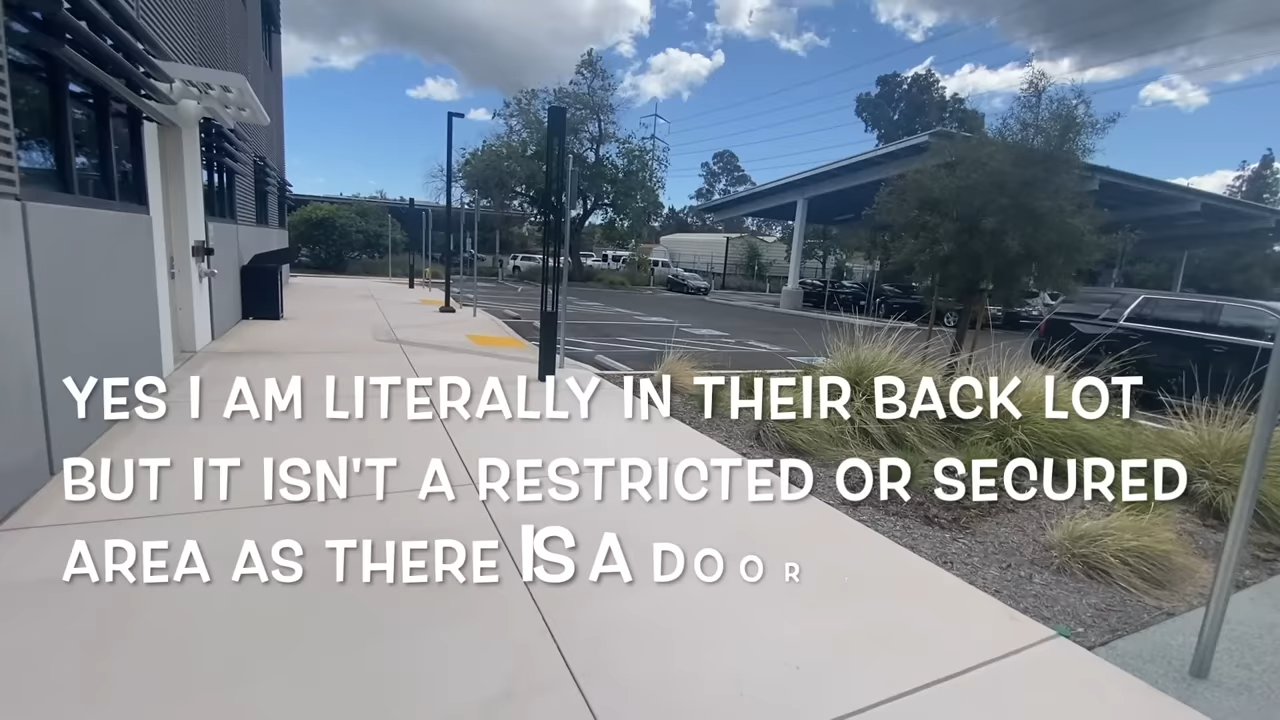 YES I AM LITERALLY IN THEIR BACK LOT
BUT IT ISN'T A RESTRICTED OR SECURED
AREA AS THERE IS A DOOR